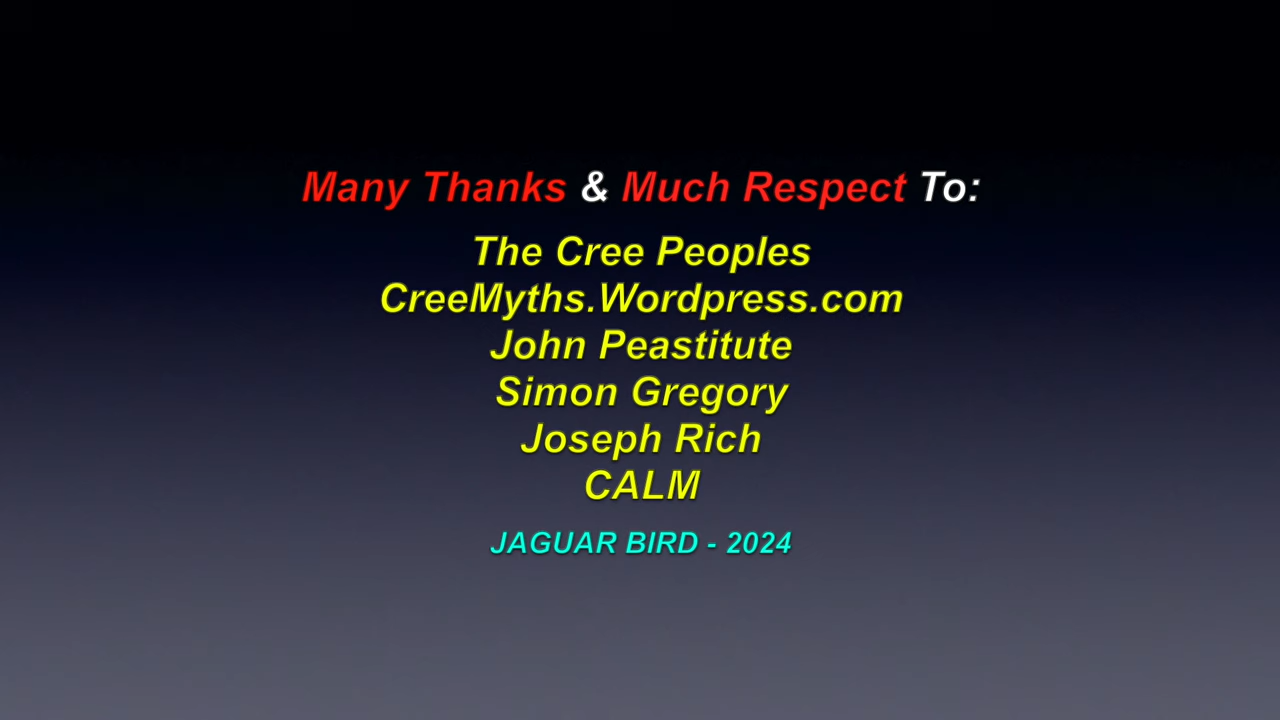 Many Thanks & Much Respect To:
The Cree Peoples
CreeMyths.Wordpress.com
John Peastitute
Simon Gregory
Joseph Rich
CALM
JAGUAR BIRD - 2024